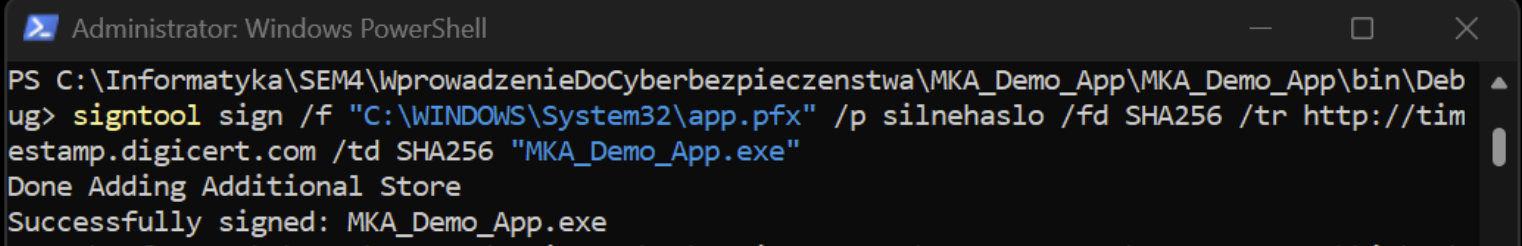 Administrator: Windows PowerShell
PS C:\Informatyka\SEM4\WprowadzenieDoCyberbezpieczenstwa\MKA_Demo_App\MKA_Demo_App\bin\Deb
ug> signtool sign /f "C:\WINDOWS\System32\app.pfx" /p silnehaslo /fd SHA256 /tr http://tim
estamp.digicert.com /td SHA256 "MKA_Demo_App.exe"
Done Adding Additional Store
Successfully signed: MKA_Demo_App.exe